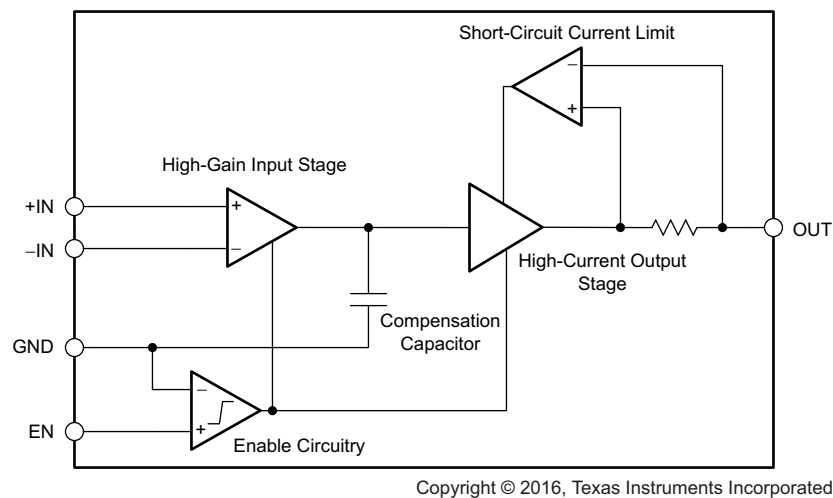 Short-Circuit Current Limit
−
+
High-Gain Input Stage
+IN
+
−IN
−
OUT
High-Current Output
Stage
Compensation
Capacitor
GND
−
EN
+
Enable Circuitry
Copyright © 2016, Texas Instruments Incorporated